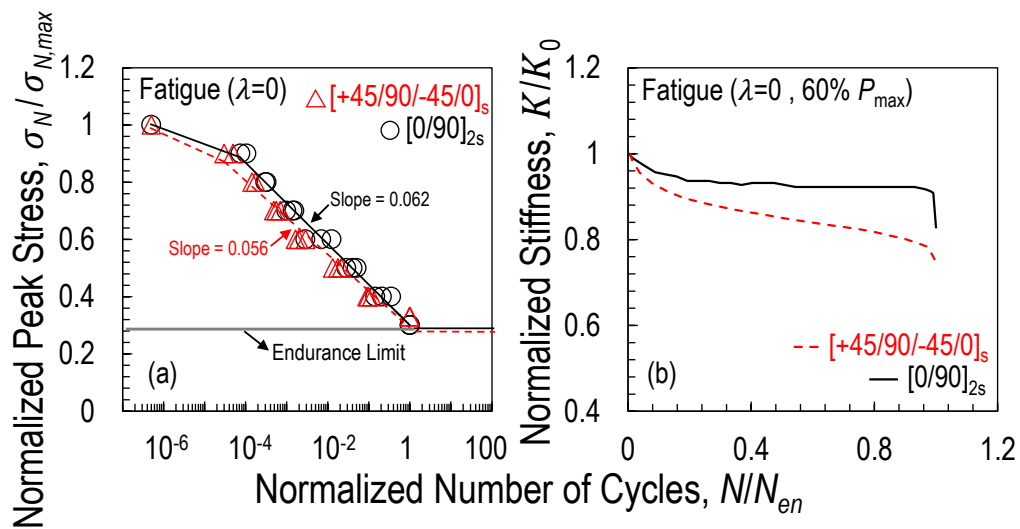 Normalized Peak Stress, σN/σN,max
1.2
1
0.8
0.6
0.4
0.2
0
Fatigue (λ=0)
[+45/90/-45/0]s
[0/90]2s
Slope = 0.062
Slope = 0.056
Endurance Limit
(a)
10-6
10-4
10-2
1
100
Normalized Stiffness, K/K0
1.2
1
0.8
0.6
0.4
Fatigue (λ=0 , 60% Pmax)
[+45/90/-45/0]s
[0/90]2s
(b)
0
0.4
0.8
1.2
Normalized Number of Cycles, N/Nen